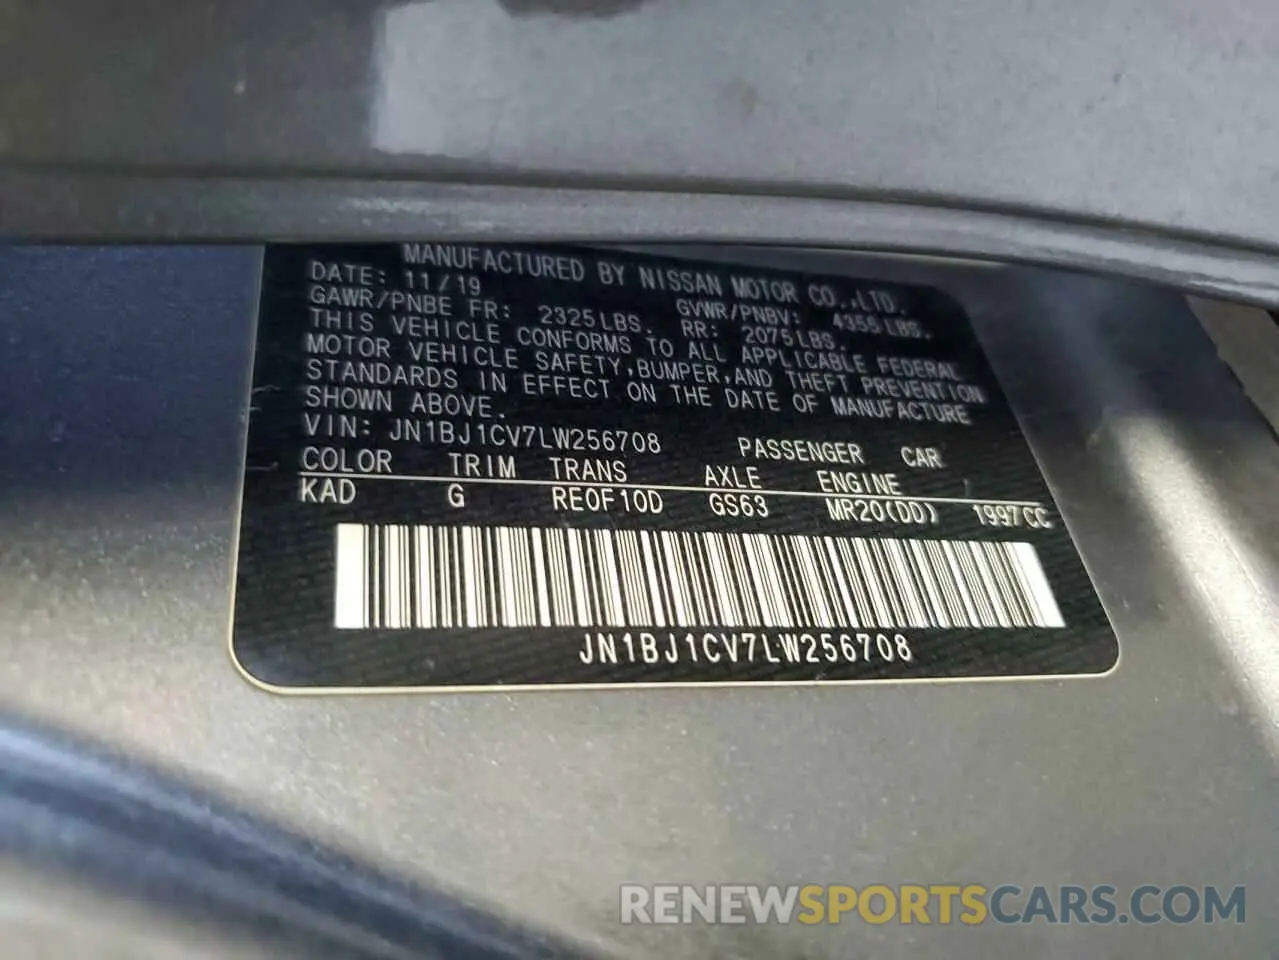 MANUFACTURED BY NISSAN MOTOR CO.,LTD.
DATE: 11/19 GVWR/PNBV: 4356 LBS.
GAWR/PNBE FR: 2325LBS. RR: 2075LBS.
THIS VEHICLE CONFORMS TO ALL APPLICABLE FEDERAL
MOTOR VEHICLE SAFETY,BUMPER,AND THEFT PREVENTION
STANDARDS IN EFFECT ON THE DATE OF MANUFACTURE
SHOWN ABOVE.
VIN: JN1BJ1CV7LW256708 PASSENGER CAR
COLOR TRIM TRANS AXLE ENGINE
KAD G RE0F10D GS63 MR20(DD) 1997CC
JN1BJ1CV7LW256708
RENEWSPORTSCARS.COM